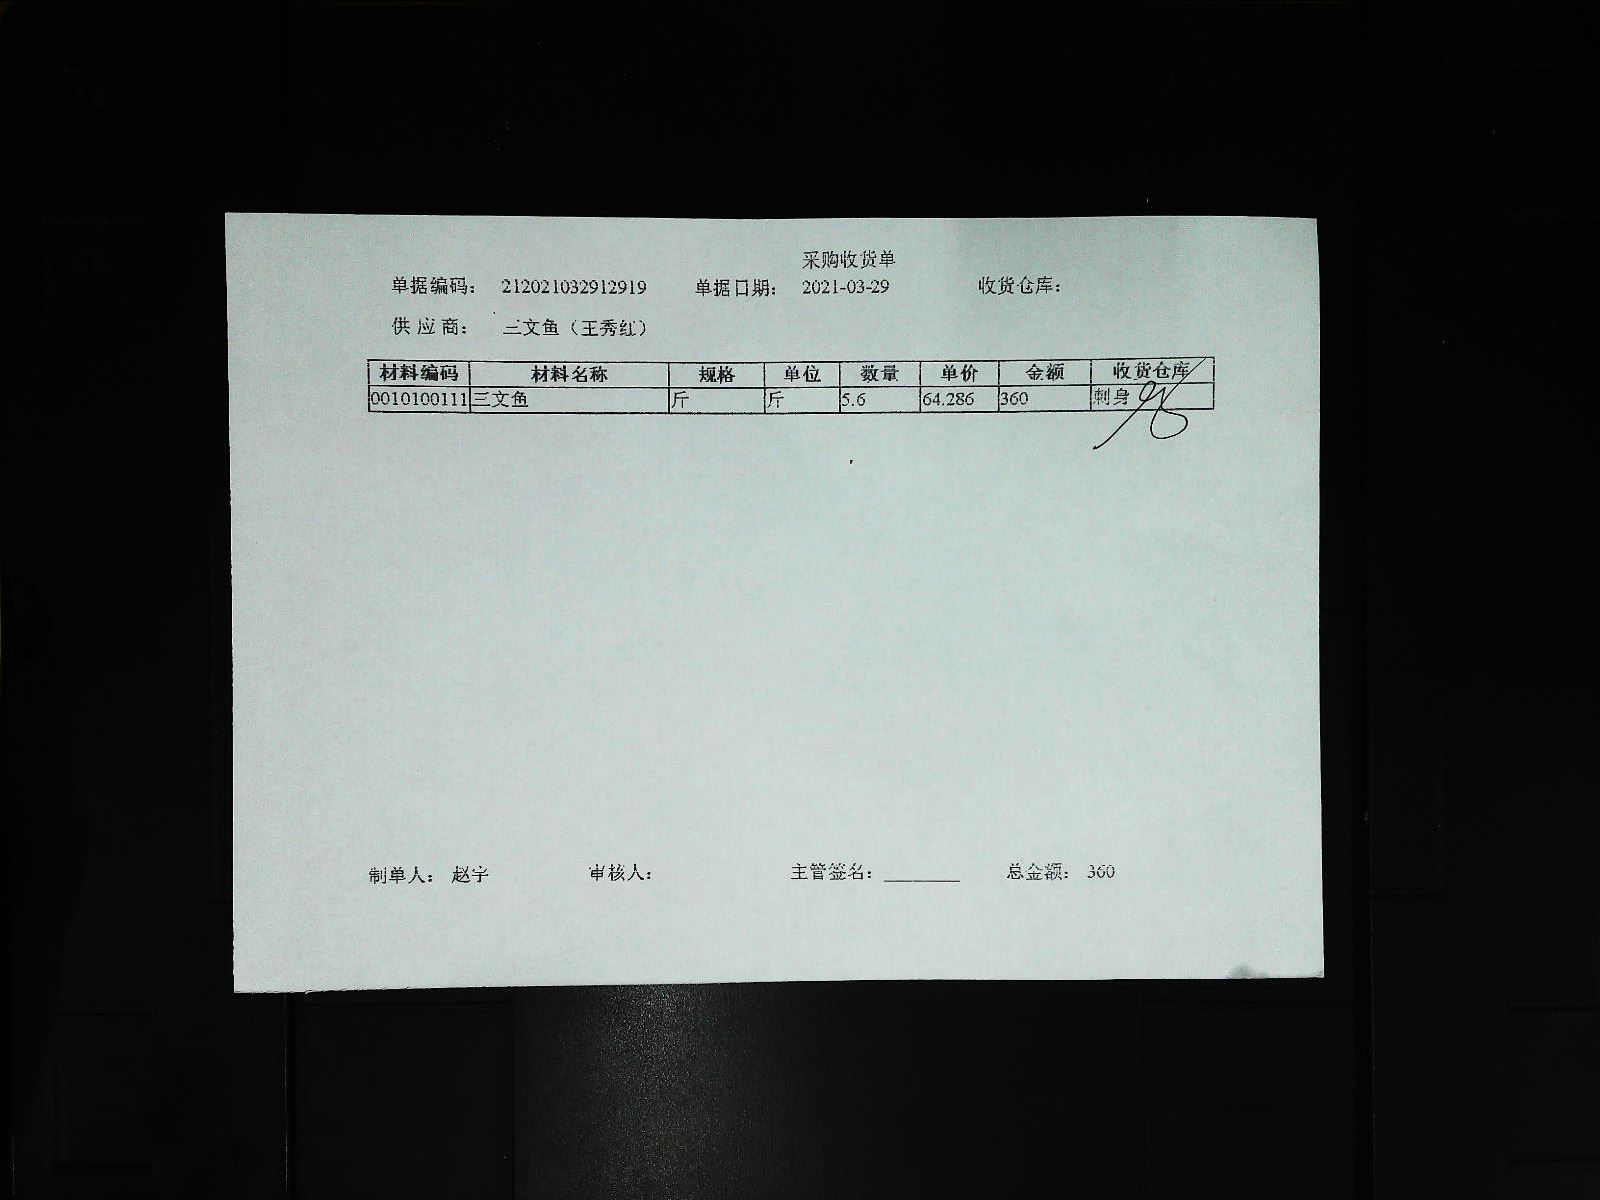 采购收货单
单据编码： 212021032912919 单据日期： 2021-03-29 收货仓库：
供 应 商： 三文鱼（王秀红）
材料编码 材料名称 规格 单位 数量 单价 金额 收货仓库
0010100111 三文鱼 斤 斤 5.6 64.286 360 刺身
制单人： 赵宇 审核人： 主管签名： ________ 总金额： 360